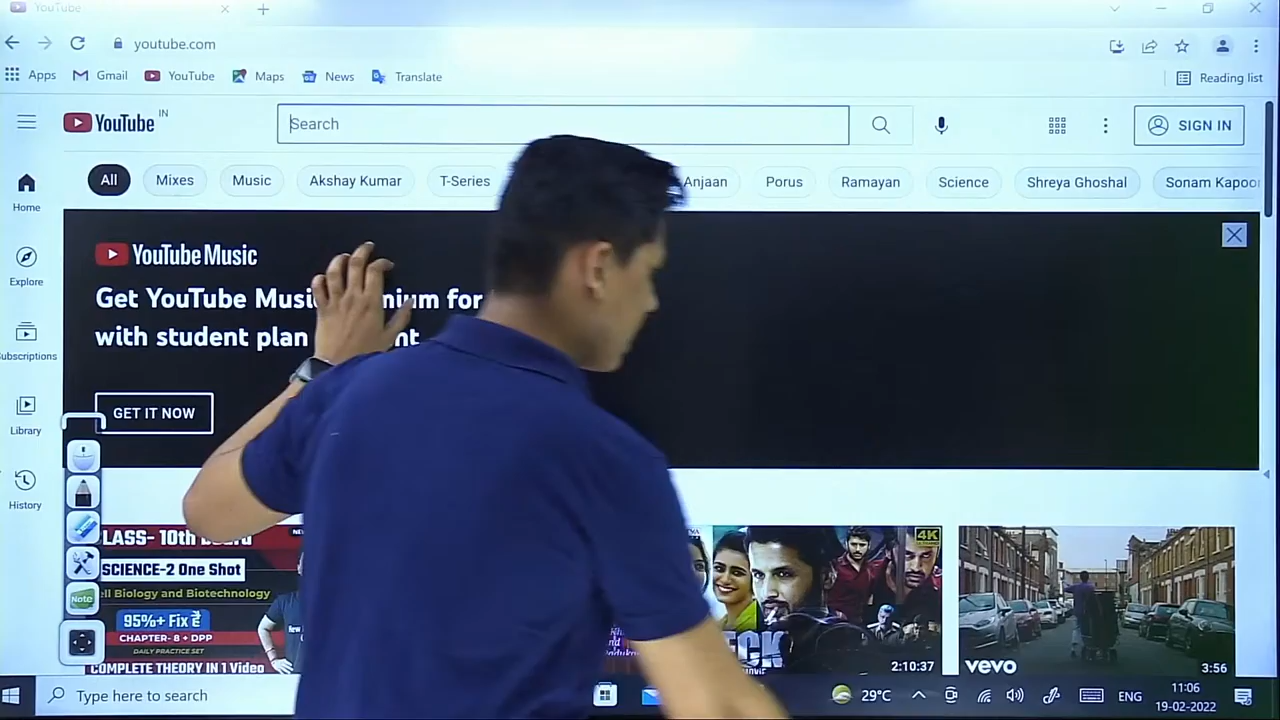 YouTube
youtube.com
Apps
Gmail
YouTube
Maps
News
Translate
Reading list
YouTube
IN
Search
SIGN IN
All
Mixes
Music
Akshay Kumar
T-Series
Anjaan
Porus
Ramayan
Science
Shreya Ghoshal
Sonam Kapoor
Home
Explore
Subscriptions
Library
History
YouTube Music
Get YouTube Music for
with student plan
GET IT NOW
CLASS- 10th
SCIENCE-2 One Shot
ell Biology and Biotechnology
95%+ Fix है
CHAPTER- 8 + DPP
DAILY PRACTICE SET
COMPLETE THEORY IN 1 Video
Note
4K
2:10:37
vevo
3:56
Type here to search
29°C
ENG
11:06
19-02-2022